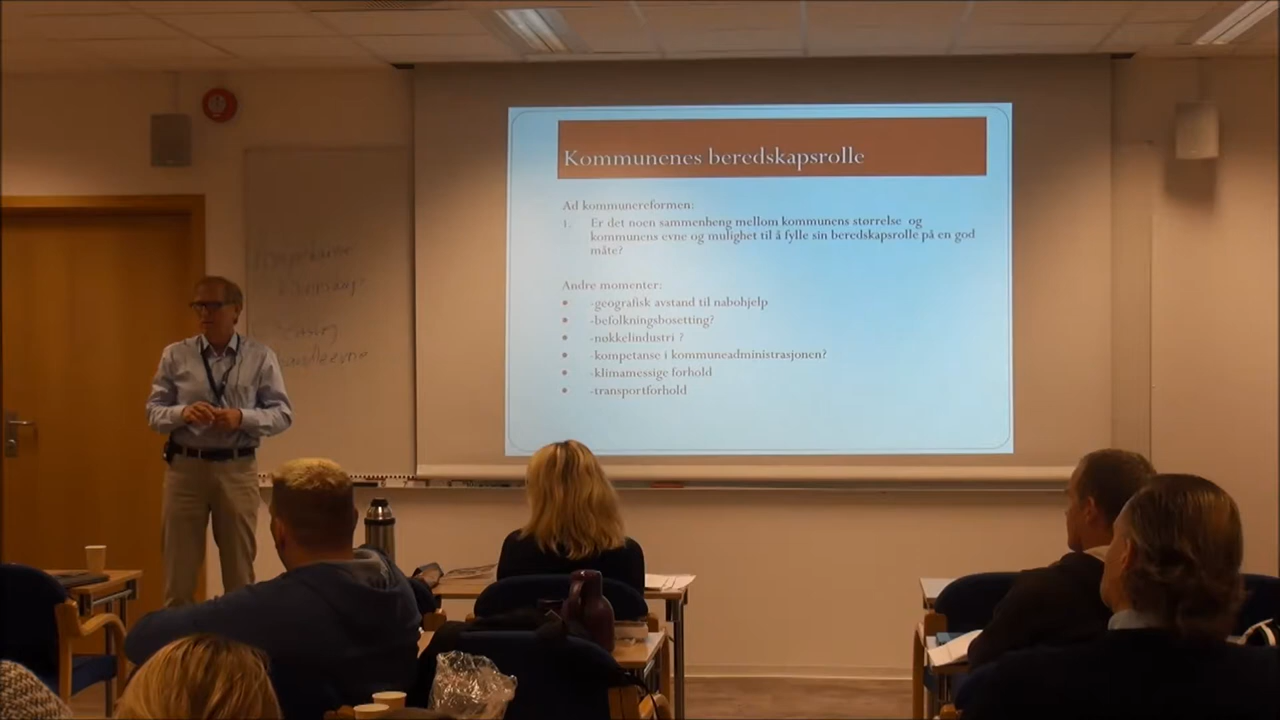 Kommunenes beredskapsrolle
Ad kommunereformen:
1. Er det noen sammenheng mellom kommunens størrelse og
kommunens evne og mulighet til å fylle sin beredskapsrolle på en god
måte?
Andre momenter:
• -geografisk avstand til nabohjelp
• -befolkningsbosetting?
• -nøkkelindustri ?
• -kompetanse i kommuneadministrasjonen?
• -klimamessige forhold
• -transportforhold